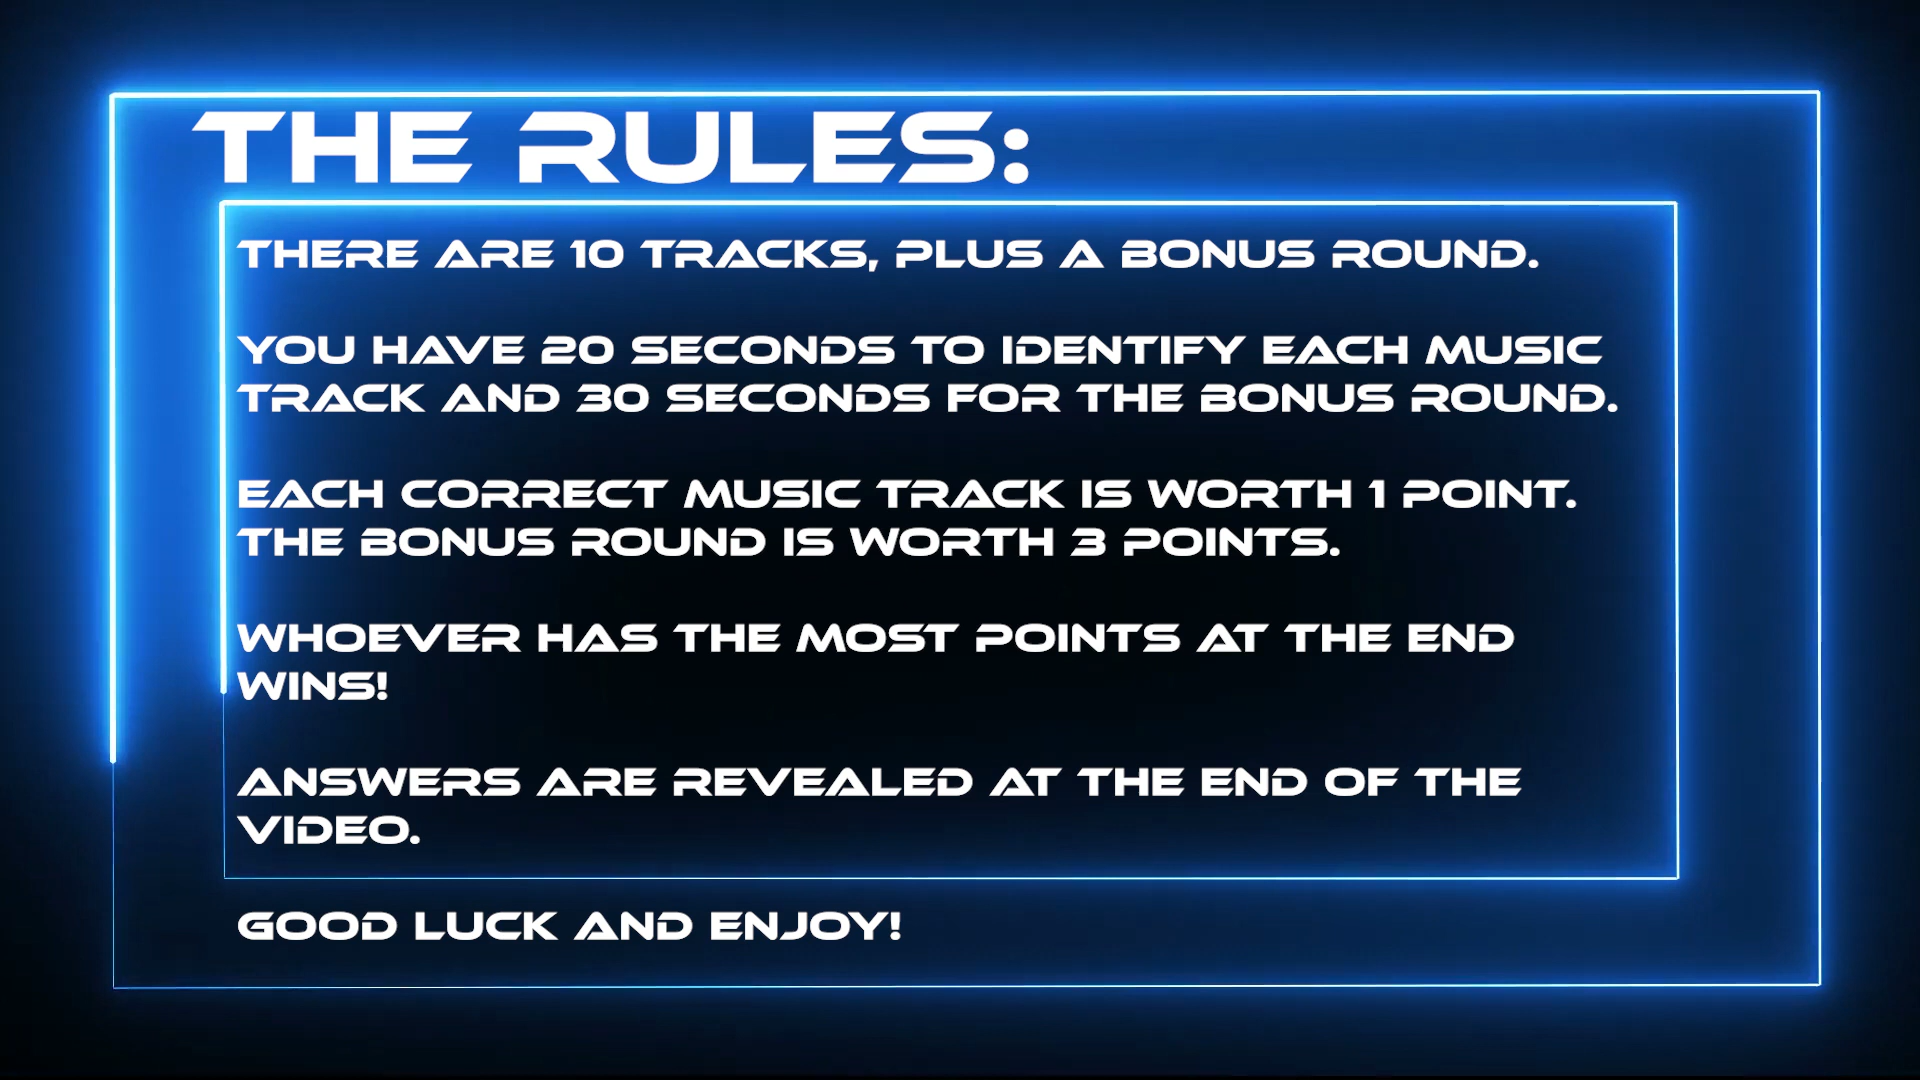 THE RULES:
THERE ARE 10 TRACKS, PLUS A BONUS ROUND.
YOU HAVE 20 SECONDS TO IDENTIFY EACH MUSIC
TRACK AND 30 SECONDS FOR THE BONUS ROUND.
EACH CORRECT MUSIC TRACK IS WORTH 1 POINT.
THE BONUS ROUND IS WORTH 3 POINTS.
WHOEVER HAS THE MOST POINTS AT THE END
WINS!
ANSWERS ARE REVEALED AT THE END OF THE
VIDEO.
GOOD LUCK AND ENJOY!